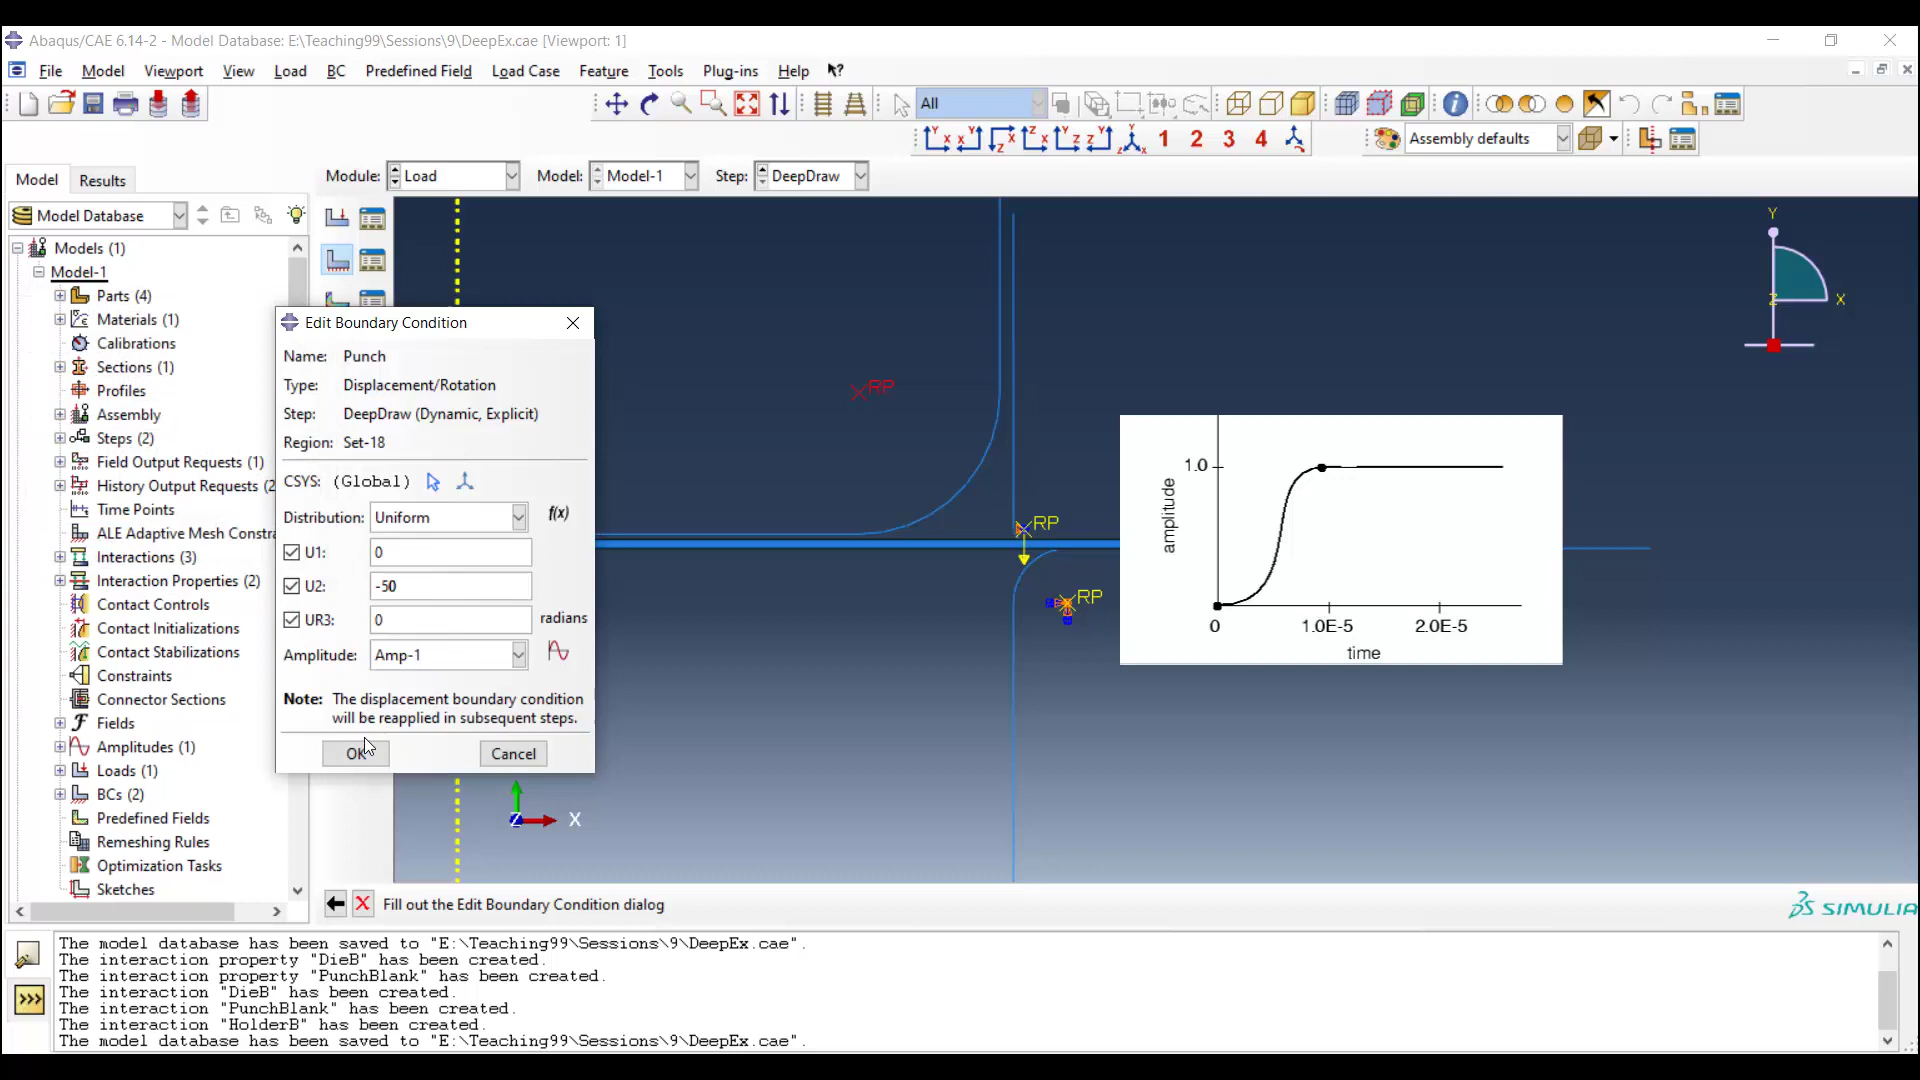 Abaqus/CAE 6.14-2 - Model Database: E:\Teaching99\Sessions\9\DeepEx.cae [Viewport: 1]
File Model Viewport View Load BC Predefined Field Load Case Feature Tools Plug-ins Help
All
1 2 3 4
Assembly defaults
Model Results
Module: Load Model: Model-1 Step: DeepDraw
Model Database
Models (1)
Model-1
Parts (4)
Materials (1)
Calibrations
Sections (1)
Profiles
Assembly
Steps (2)
Field Output Requests (1)
History Output Requests (2
Time Points
ALE Adaptive Mesh Constra
Interactions (3)
Interaction Properties (2)
Contact Controls
Contact Initializations
Contact Stabilizations
Constraints
Connector Sections
Fields
Amplitudes (1)
Loads (1)
BCs (2)
Predefined Fields
Remeshing Rules
Optimization Tasks
Sketches
Edit Boundary Condition
Name: Punch
Type: Displacement/Rotation
Step: DeepDraw (Dynamic, Explicit)
Region: Set-18
CSYS: (Global)
Distribution: Uniform f(x)
U1: 0
U2: -50
UR3: 0 radians
Amplitude: Amp-1
Note: The displacement boundary condition
will be reapplied in subsequent steps.
OK Cancel
RP
RP
RP
Y
Z X
X
Z
1.0
amplitude
0 1.0E-5 2.0E-5
time
Fill out the Edit Boundary Condition dialog
SIMULIA
The model database has been saved to "E:\Teaching99\Sessions\9\DeepEx.cae".
The interaction property "DieB" has been created.
The interaction property "PunchBlank" has been created.
The interaction "DieB" has been created.
The interaction "PunchBlank" has been created.
The interaction "HolderB" has been created.
The model database has been saved to "E:\Teaching99\Sessions\9\DeepEx.cae".